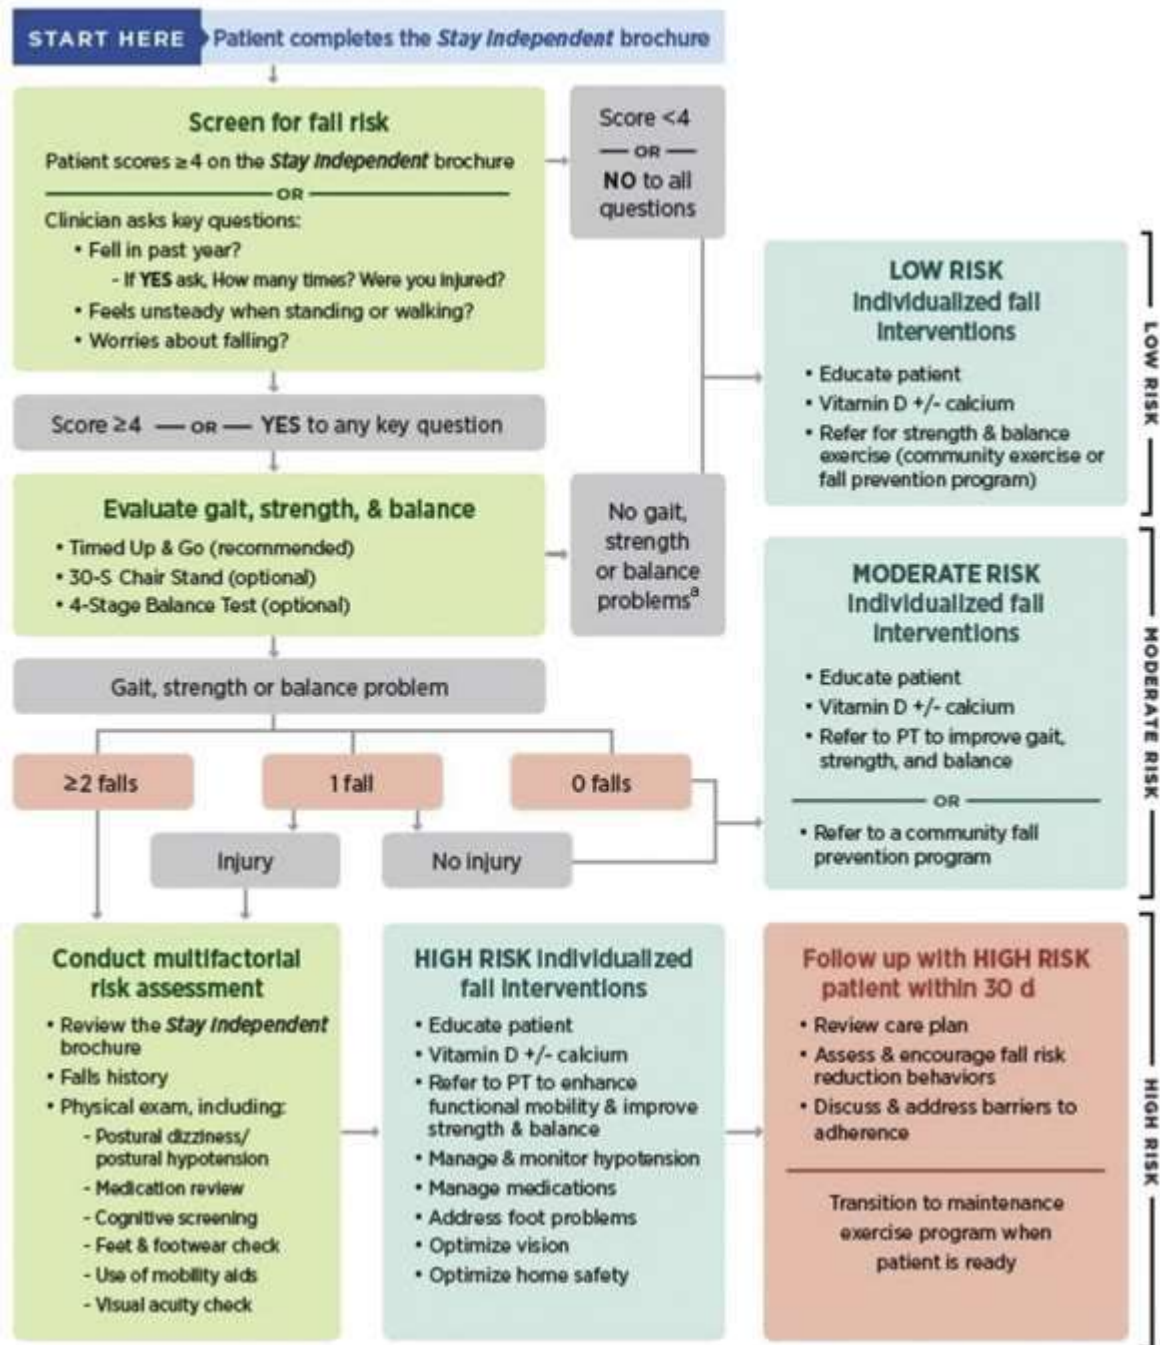 START HERE Patient completes the Stay Independent brochure
Screen for fall risk
Patient scores ≥4 on the Stay Independent brochure
OR
Clinician asks key questions:
• Fell in past year?
- If YES ask, How many times? Were you injured?
• Feels unsteady when standing or walking?
• Worries about falling?
Score <4
OR
NO to all
questions
Score ≥4 — OR — YES to any key question
Evaluate gait, strength, & balance
• Timed Up & Go (recommended)
• 30-S Chair Stand (optional)
• 4-Stage Balance Test (optional)
No gait,
strength
or balance
problemsª
LOW RISK
Individualized fall
interventions
• Educate patient
• Vitamin D +/- calcium
• Refer for strength & balance
exercise (community exercise or
fall prevention program)
LOW RISK
Gait, strength or balance problem
≥2 falls
1 fall
0 falls
Injury
No injury
MODERATE RISK
Individualized fall
interventions
• Educate patient
• Vitamin D +/- calcium
• Refer to PT to improve gait,
strength, and balance
OR
• Refer to a community fall
prevention program
MODERATE RISK
Conduct multifactorial
risk assessment
• Review the Stay Independent
brochure
• Falls history
• Physical exam, including:
- Postural dizziness/
postural hypotension
- Medication review
- Cognitive screening
- Feet & footwear check
- Use of mobility aids
- Visual acuity check
HIGH RISK individualized
fall interventions
• Educate patient
• Vitamin D +/- calcium
• Refer to PT to enhance
functional mobility & improve
strength & balance
• Manage & monitor hypotension
• Manage medications
• Address foot problems
• Optimize vision
• Optimize home safety
Follow up with HIGH RISK
patient within 30 d
• Review care plan
• Assess & encourage fall risk
reduction behaviors
• Discuss & address barriers to
adherence
Transition to maintenance
exercise program when
patient is ready
HIGH RISK